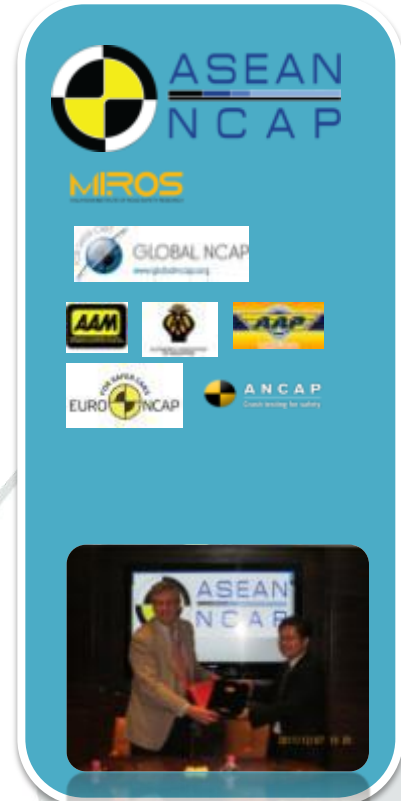 ASEAN
NCAP
MIROS
GLOBAL NCAP
www.globalncap.org
AAM
AAP
FOR SAFER CARS
EURO NCAP
ANCAP
Crash testing for safety
ASEAN
NCAP